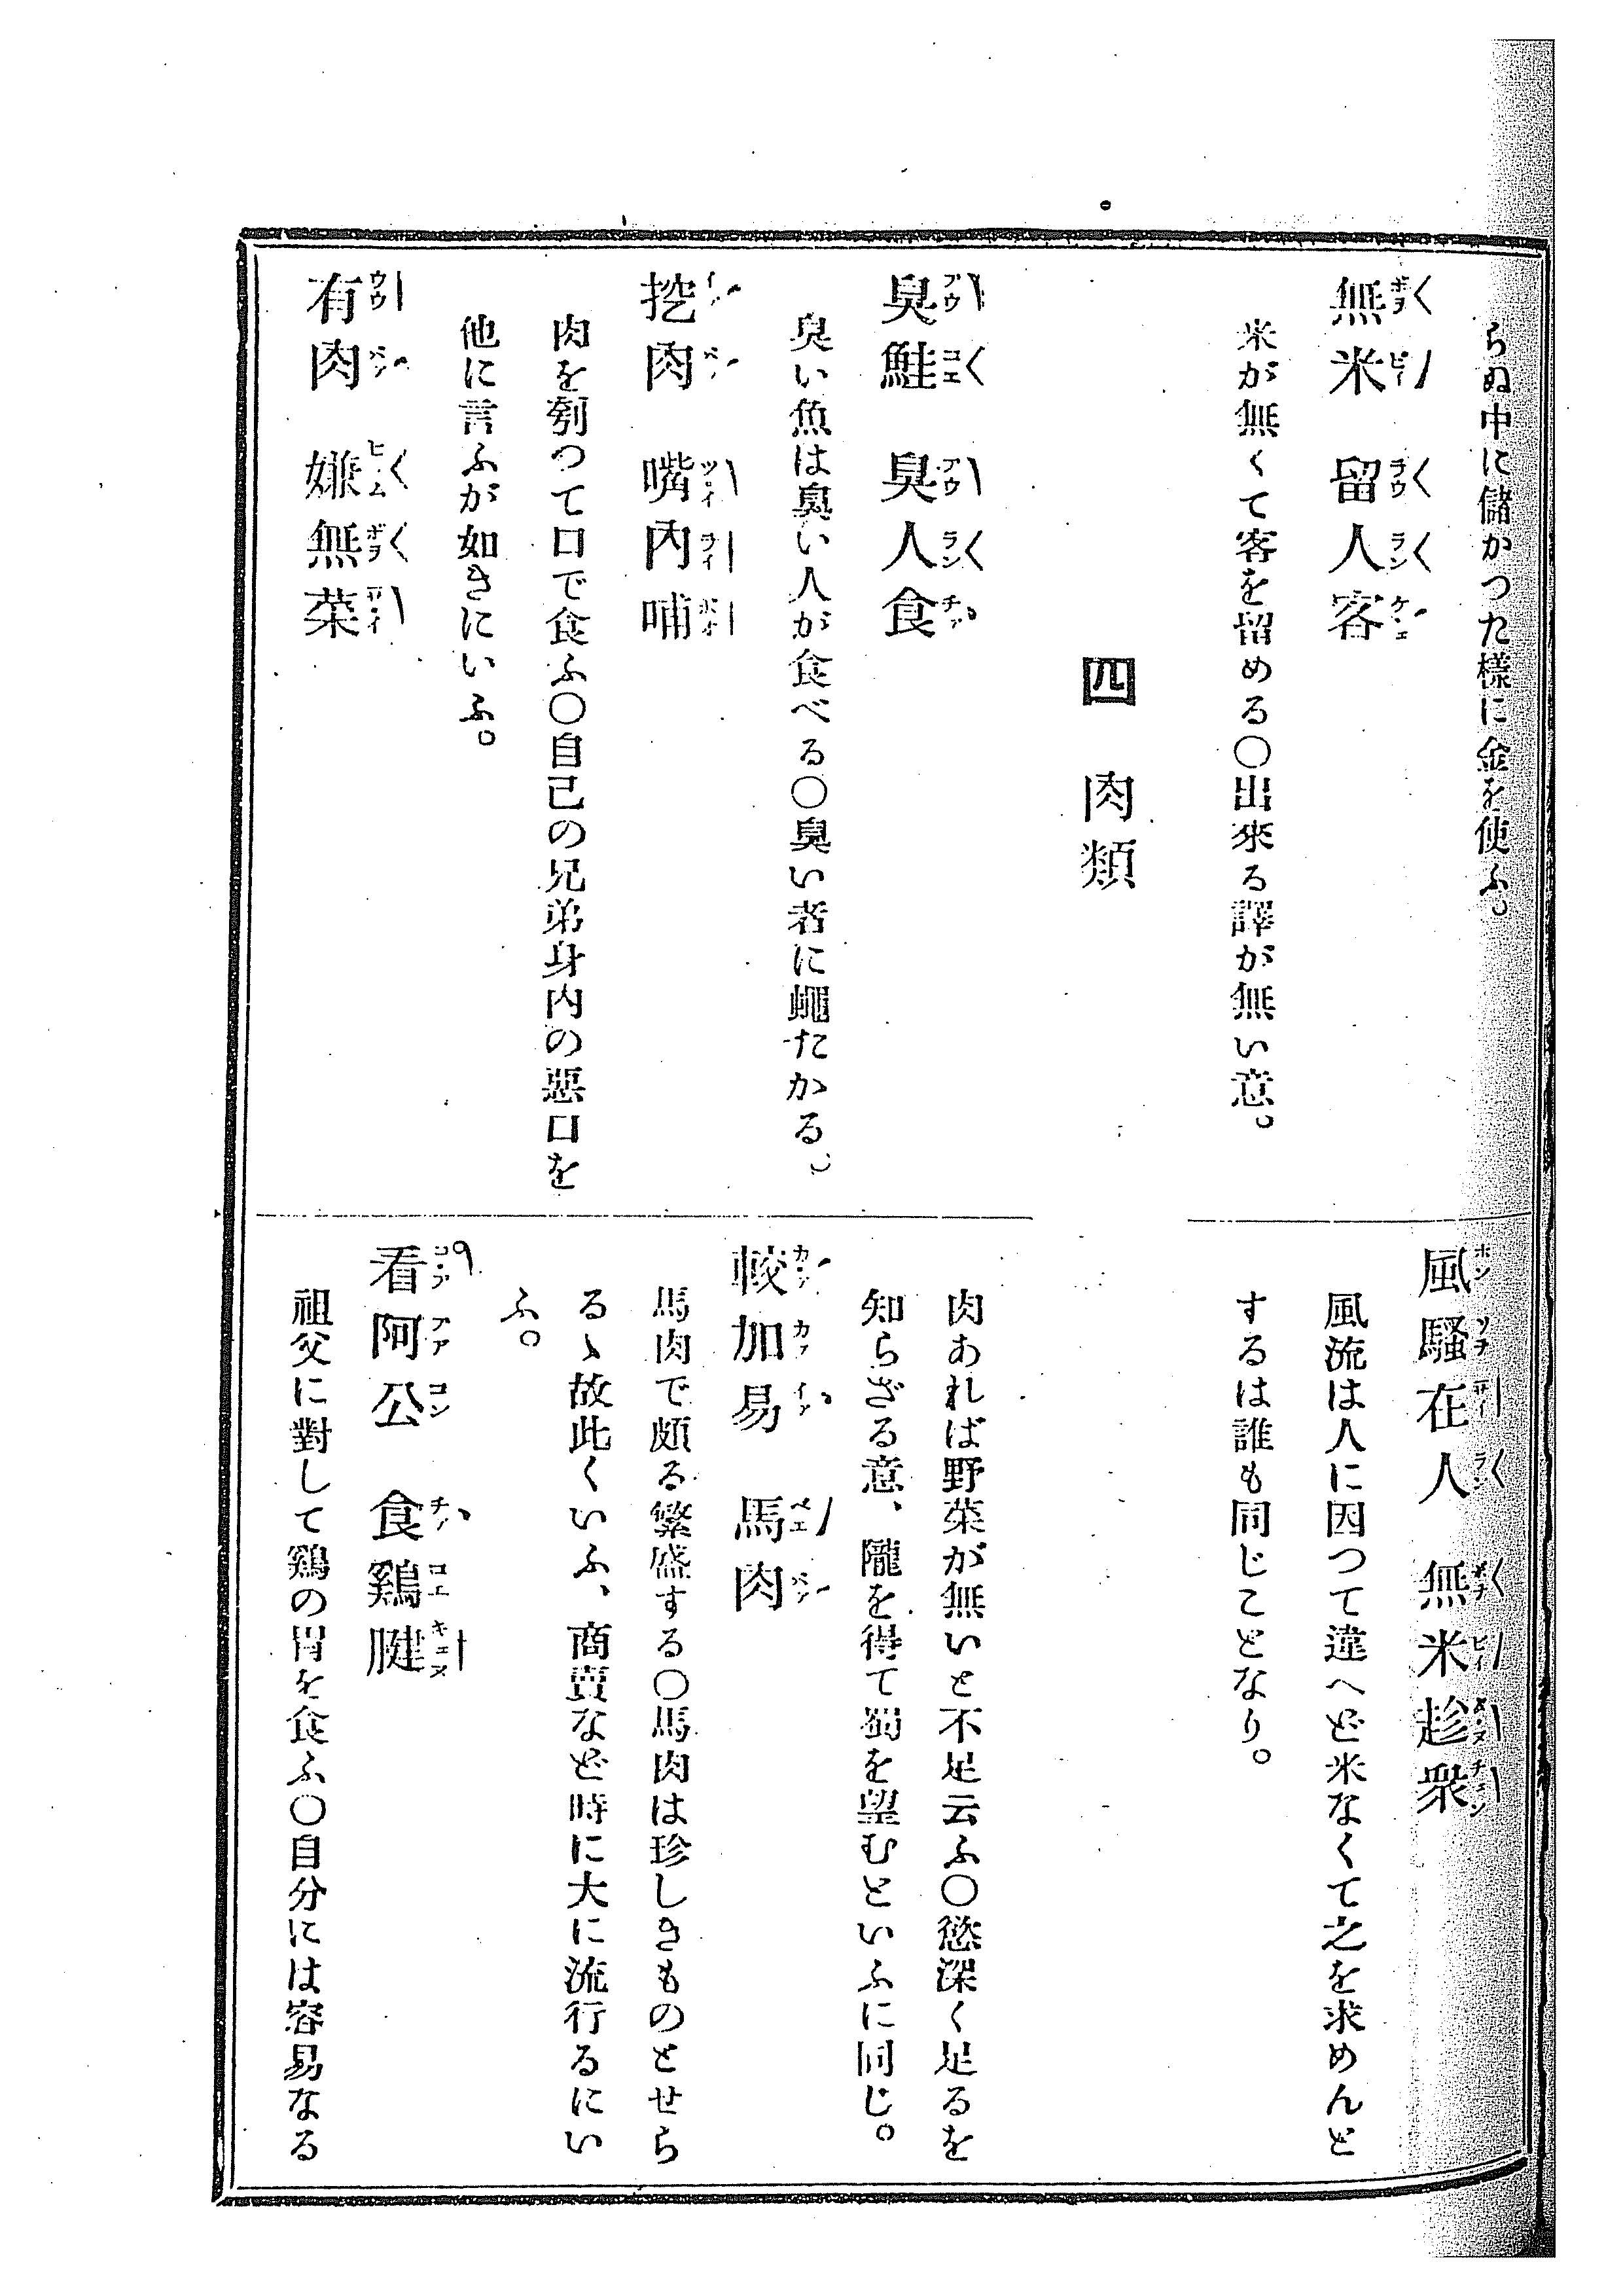 らぬ中に儲かつた樣に金を使ふ。
無米 留人客
米が無くて客を留める〇出來る譯が無い意。
風騷在人 無米趁衆
風流は人に因つて違へど米なくて之を求めんと
するは誰も同じことなり。
四 肉類
臭鮭 臭人食
臭い魚は臭い人が食べる〇臭い者に蠅たかる。
挖肉 嘴內哺
肉を刳つて口で食ふ〇自己の兄弟身內の惡口を
他に言ふが如きにいふ。
有肉 嫌無菜
肉あれば野菜が無いと不足云ふ〇慾深く足るを
知らざる意、隴を得て蜀を望むといふに同じ。
較加易 馬肉
馬肉で頗る繁盛する〇馬肉は珍しきものとせら
るゝ故此くいふ、商賣など時に大に流行るにい
ふ。
看阿公 食鷄腱
祖父に對して鷄の胃を食ふ〇自分には容易なる